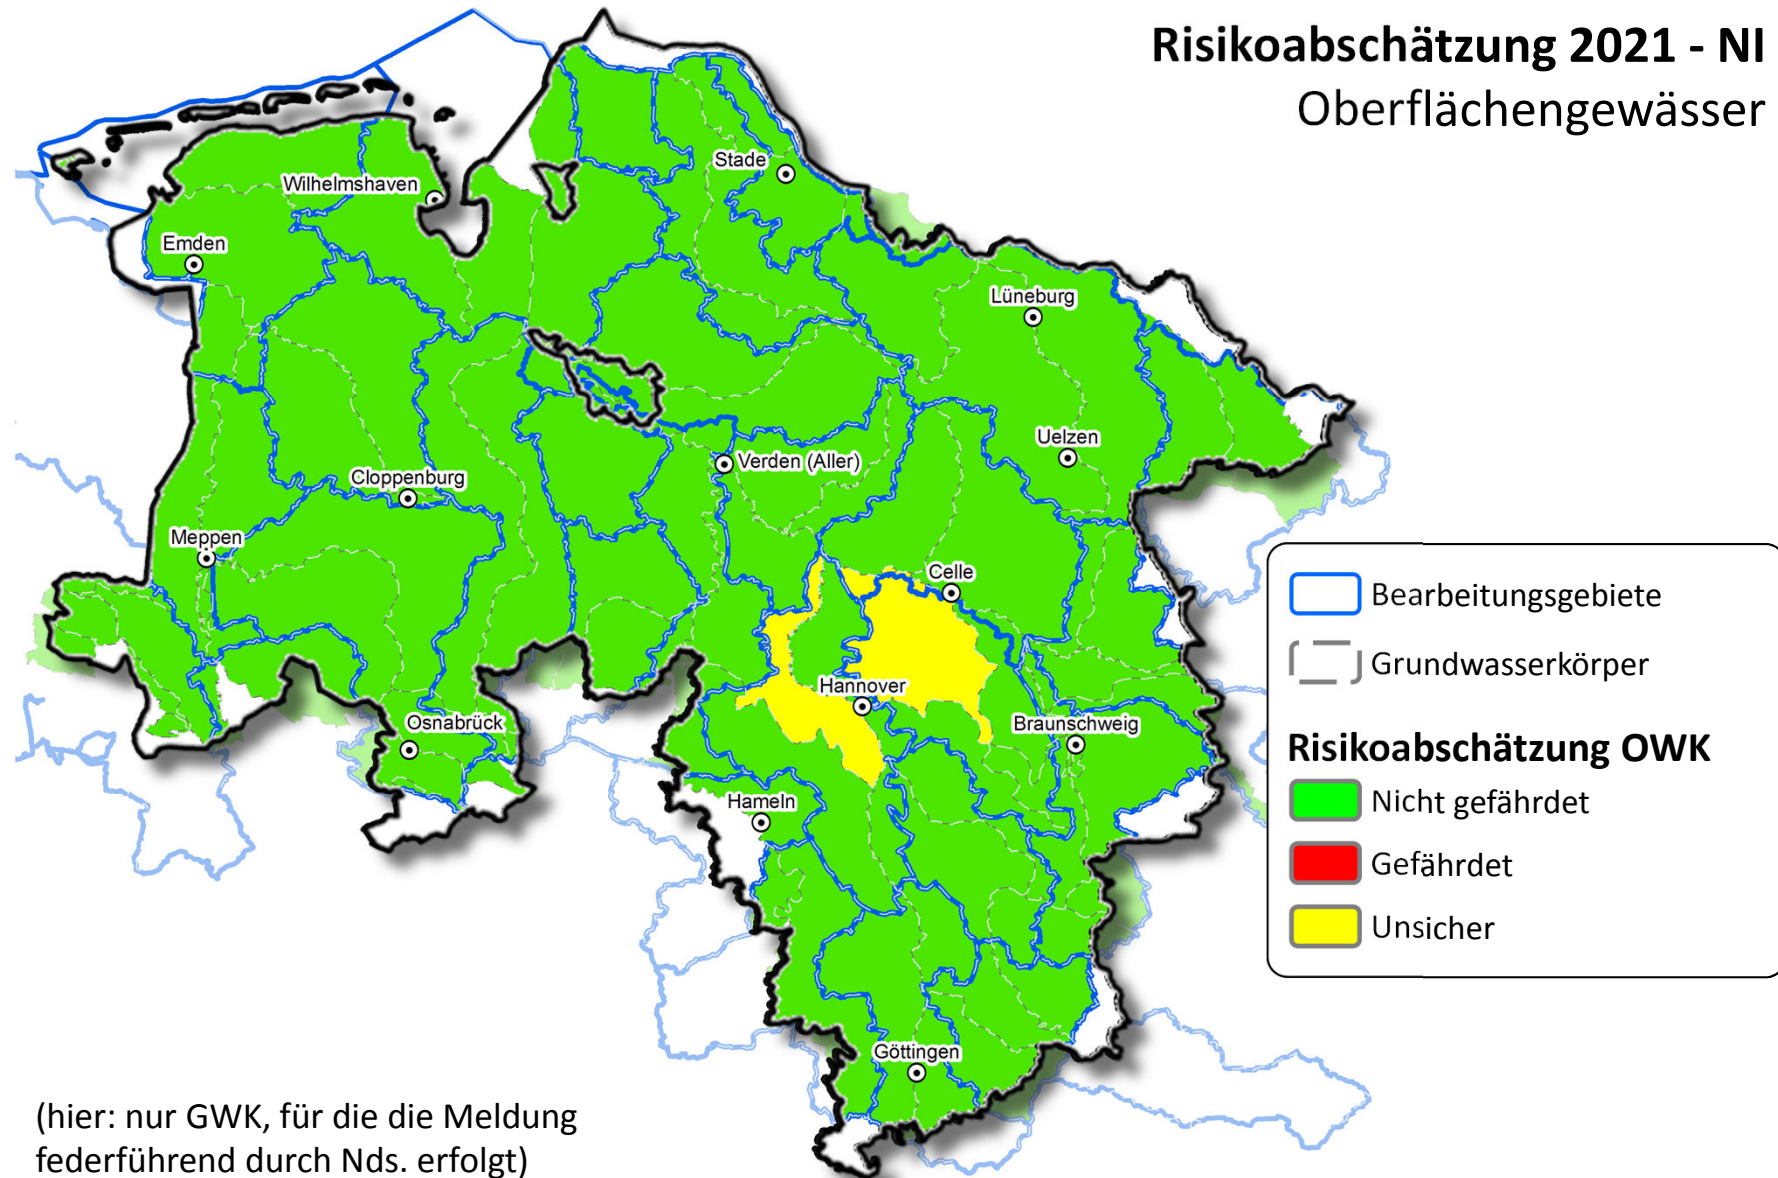 Risikoabschätzung 2021 - NI
Oberflächengewässer
Stade
Wilhelmshaven
Emden
Lüneburg
Uelzen
Verden (Aller)
Cloppenburg
Meppen
Celle
Hannover
Osnabrück
Braunschweig
Hameln
Göttingen
Bearbeitungsgebiete
Grundwasserkörper
Risikoabschätzung OWK
Nicht gefährdet
Gefährdet
Unsicher
(hier: nur GWK, für die die Meldung
federführend durch Nds. erfolgt)